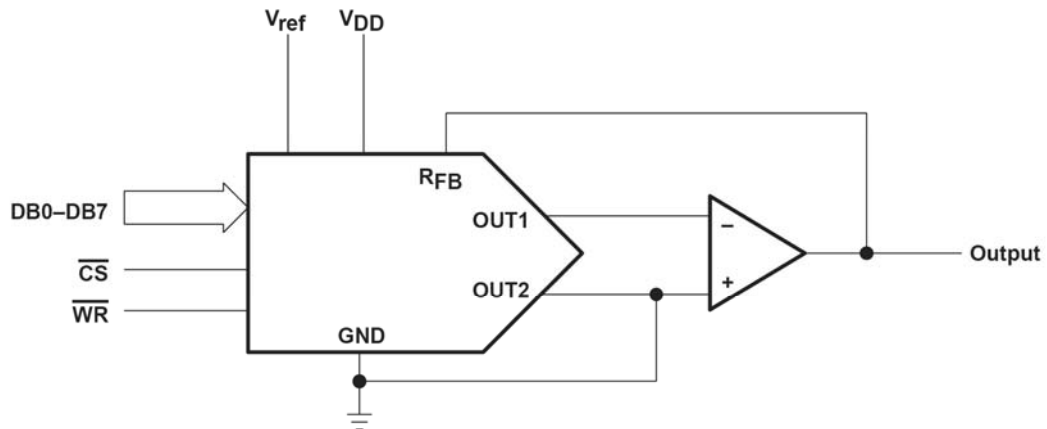 Vref
VDD
RFB
DB0–DB7
OUT1
–
CS
OUT2
+
Output
WR
GND